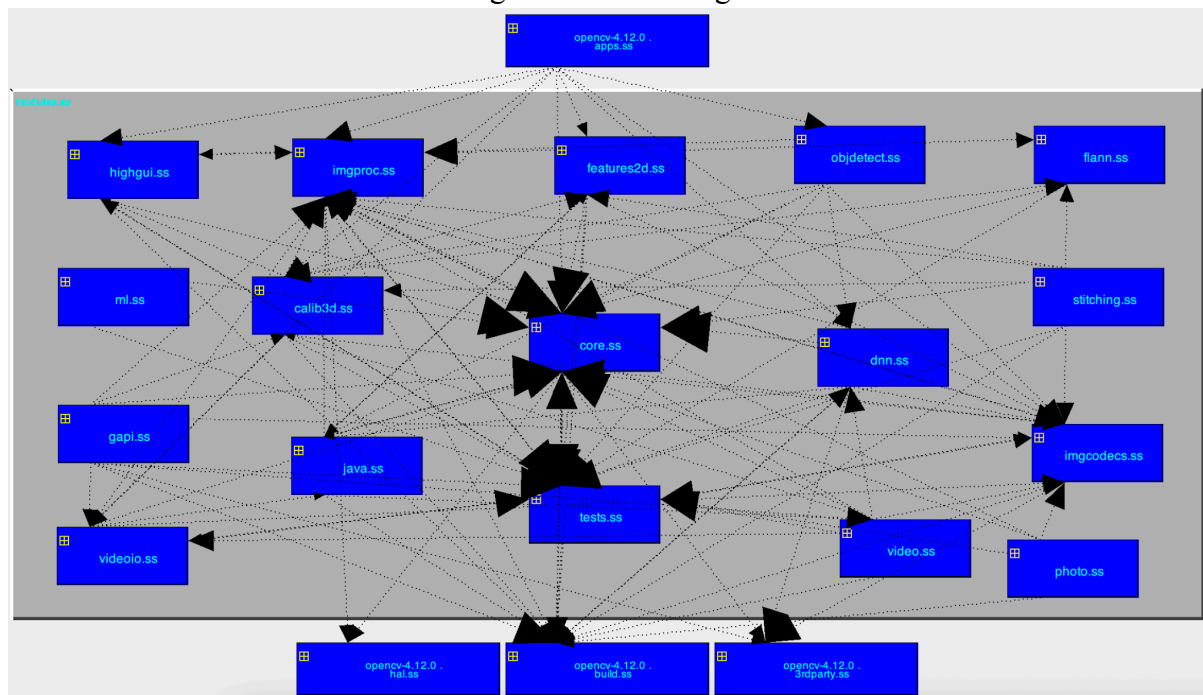 opencv-4.12.0 .
apps.ss
modules.ss
highgui.ss
imgproc.ss
features2d.ss
objdetect.ss
flann.ss
ml.ss
calib3d.ss
core.ss
dnn.ss
stitching.ss
gapi.ss
java.ss
tests.ss
imgcodecs.ss
videoio.ss
video.ss
photo.ss
opencv-4.12.0 .
hal.ss
opencv-4.12.0 .
build.ss
opencv-4.12.0 .
3rdparty.ss